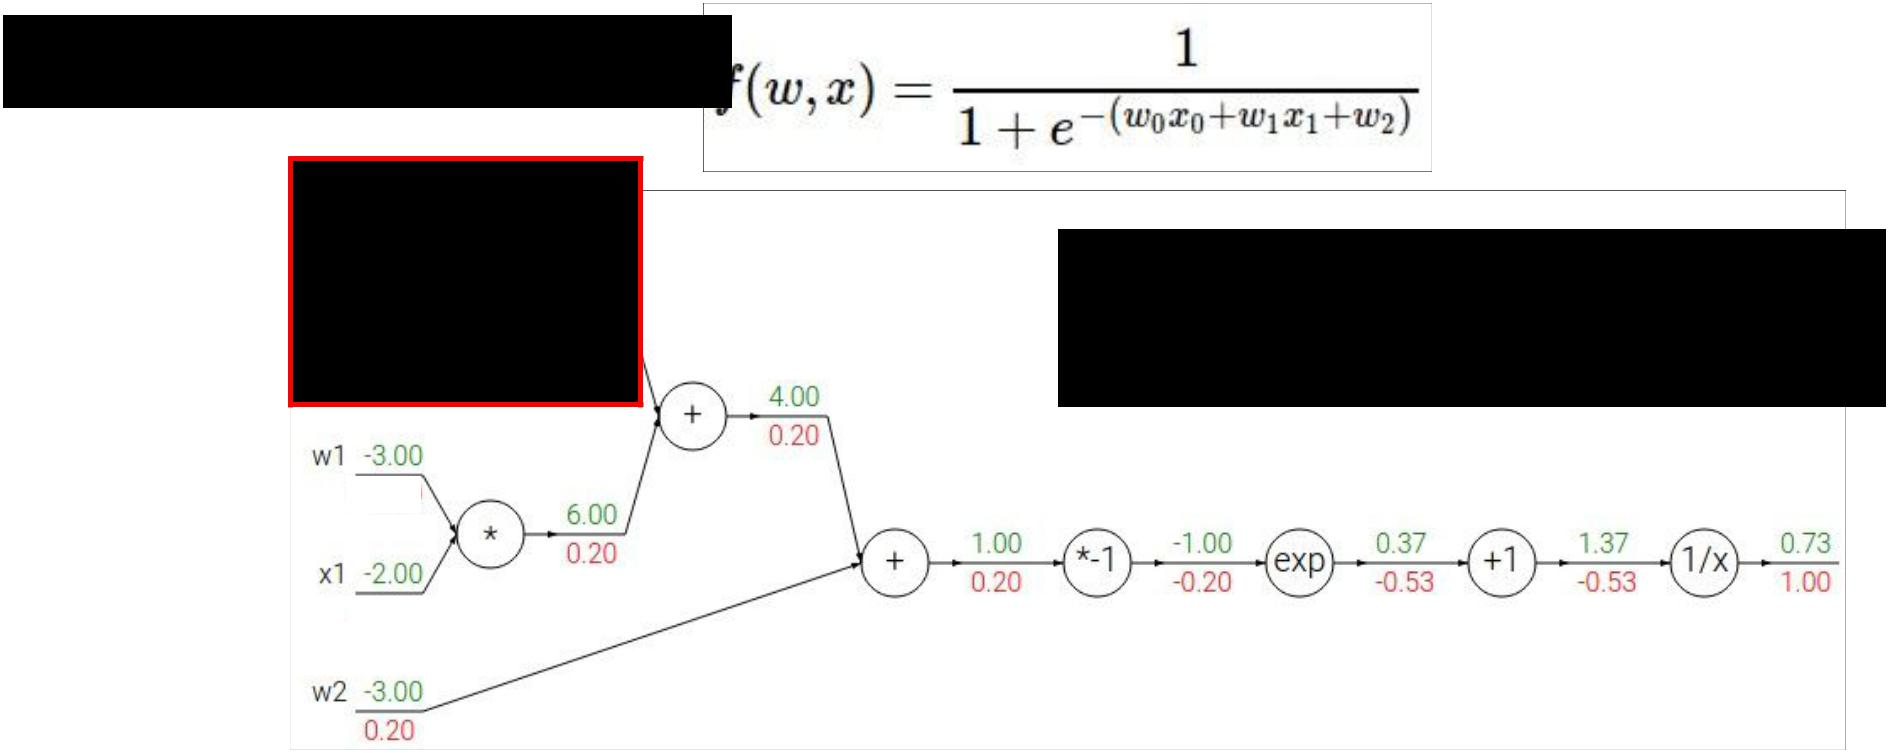 f(w, x) = 1 / (1 + e^{-(w_0x_0+w_1x_1+w_2)})
+ 4.00
0.20
w1 -3.00
* 6.00
0.20
x1 -2.00
+ 1.00 *-1 -1.00 exp 0.37 +1 1.37 1/x 0.73
0.20 -0.20 -0.53 -0.53 1.00
w2 -3.00
0.20